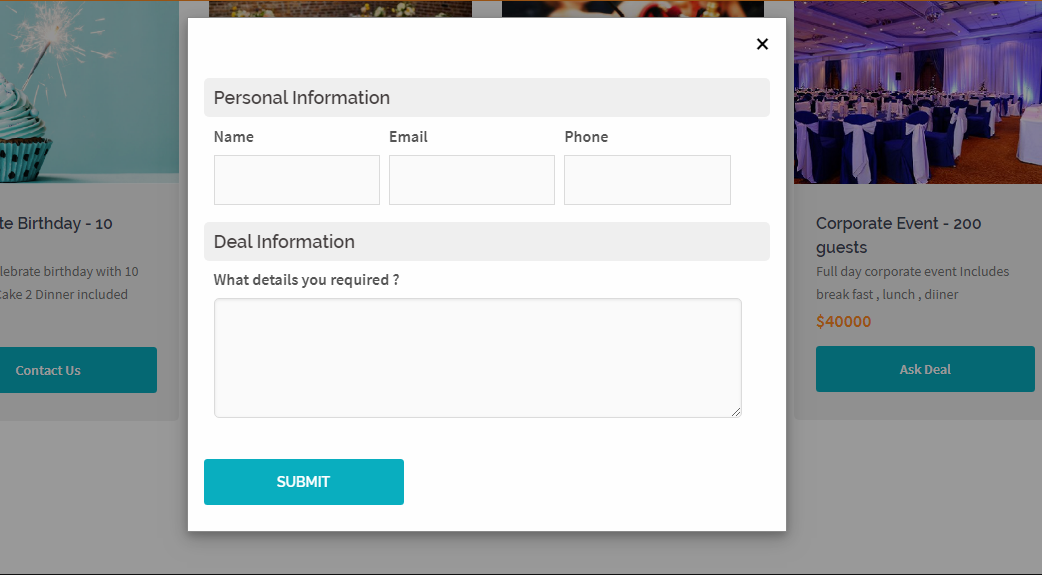 ×
Personal Information
Name Email Phone
Deal Information
What details you required ?
SUBMIT
te Birthday - 10
lebrate birthday with 10
Cake 2 Dinner included
Contact Us
Corporate Event - 200
guests
Full day corporate event Includes
break fast , lunch , diiner
$40000
Ask Deal